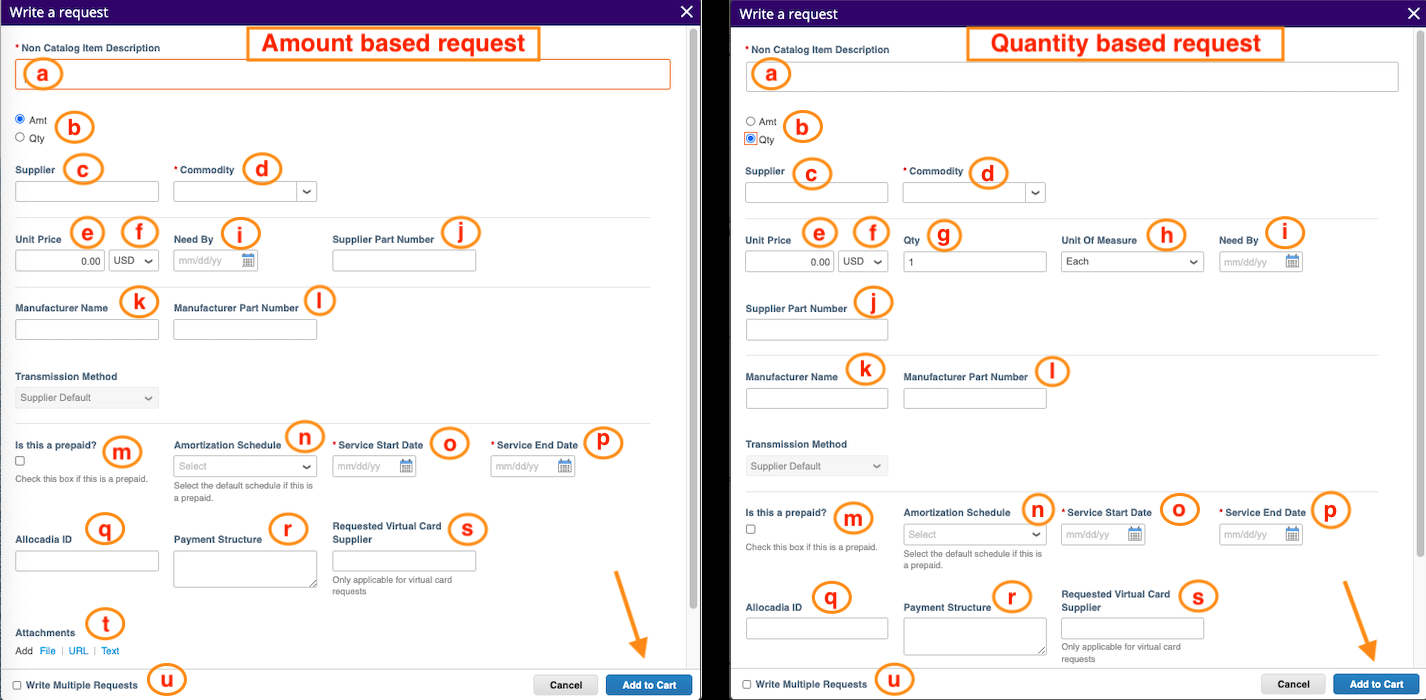 Write a request
Amount based request
* Non Catalog Item Description
a
Amt
b
Qty
Supplier c * Commodity d
Unit Price e f Need By i Supplier Part Number j
0.00 USD mm/dd/yy
Manufacturer Name k Manufacturer Part Number l
Transmission Method
Supplier Default
Is this a prepaid? m Amortization Schedule n * Service Start Date o * Service End Date p
Select mm/dd/yy mm/dd/yy
Check this box if this is a prepaid. Select the default schedule if this is
a prepaid.
Allocadia ID q Payment Structure r Requested Virtual Card
Supplier s
Only applicable for virtual card
requests
Attachments t
Add File | URL | Text
Write Multiple Requests u Cancel Add to Cart
Write a request
Quantity based request
* Non Catalog Item Description
a
Amt
b
Qty
Supplier c * Commodity d
Unit Price e f Qty g Unit Of Measure h Need By i
0.00 USD 1 Each mm/dd/yy
Supplier Part Number j
Manufacturer Name k Manufacturer Part Number l
Transmission Method
Supplier Default
Is this a prepaid? m Amortization Schedule n * Service Start Date o * Service End Date p
Select mm/dd/yy mm/dd/yy
Check this box if this is a prepaid. Select the default schedule if this is
a prepaid.
Allocadia ID q Payment Structure r Requested Virtual Card
Supplier s
Only applicable for virtual card
requests
Write Multiple Requests u Cancel Add to Cart